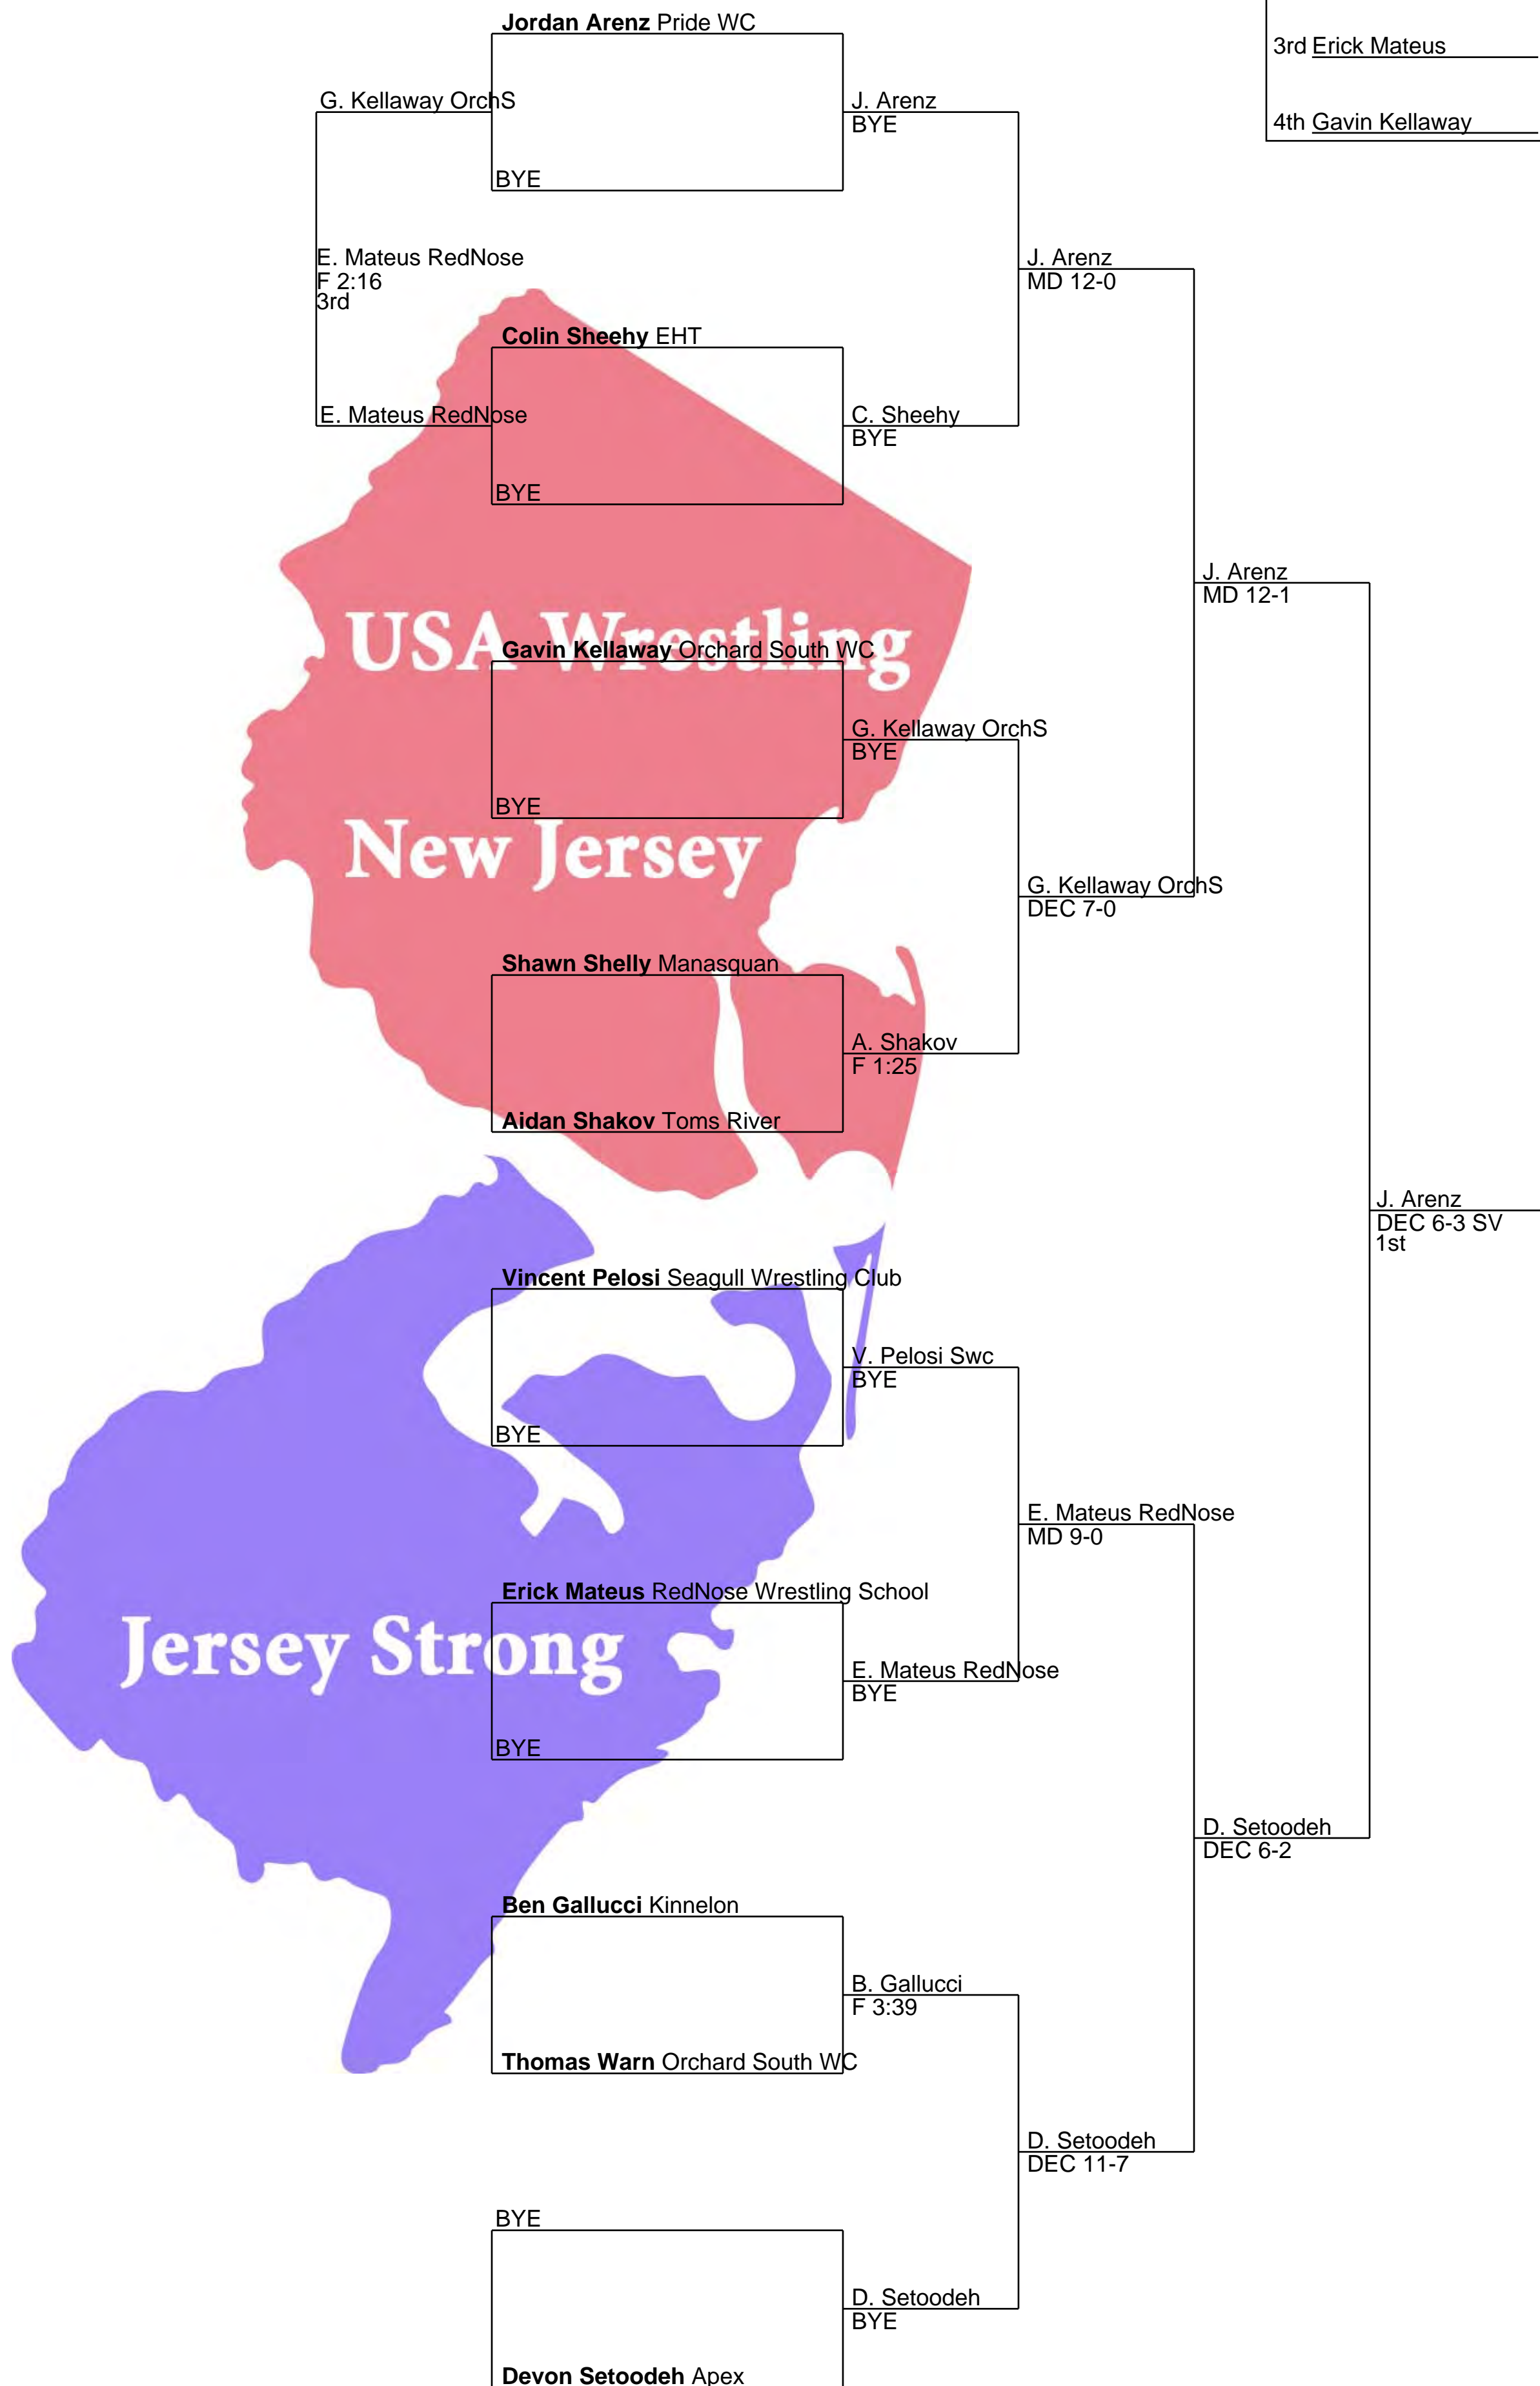 Jordan Arenz Pride WC
3rd Erick Mateus
G. Kellaway OrchS
J. Arenz
BYE
4th Gavin Kellaway
BYE
E. Mateus RedNose
F 2:16
3rd
J. Arenz
MD 12-0
Colin Sheehy EHT
E. Mateus RedNose
C. Sheehy
BYE
BYE
J. Arenz
MD 12-1
USA Wrestling
Gavin Kellaway Orchard South WC
G. Kellaway OrchS
BYE
BYE
New Jersey
G. Kellaway OrchS
DEC 7-0
Shawn Shelly Manasquan
A. Shakov
F 1:25
Aidan Shakov Toms River
J. Arenz
DEC 6-3 SV
1st
Vincent Pelosi Seagull Wrestling Club
V. Pelosi Swc
BYE
BYE
E. Mateus RedNose
MD 9-0
Erick Mateus RedNose Wrestling School
Jersey Strong
E. Mateus RedNose
BYE
BYE
D. Setoodeh
DEC 6-2
Ben Gallucci Kinnelon
B. Gallucci
F 3:39
Thomas Warn Orchard South WC
D. Setoodeh
DEC 11-7
BYE
D. Setoodeh
BYE
Devon Setoodeh Apex